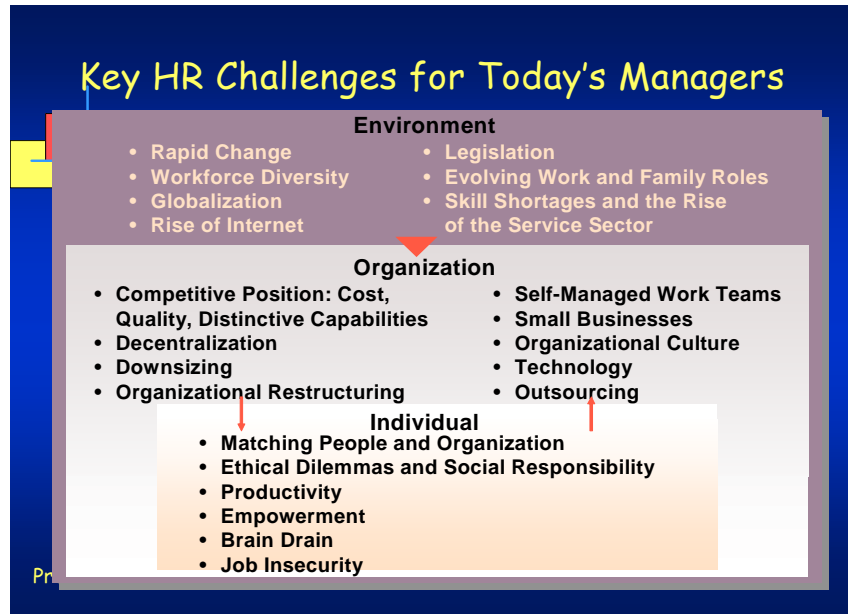 Key HR Challenges for Today's Managers
Environment
• Rapid Change
• Workforce Diversity
• Globalization
• Rise of Internet
• Legislation
• Evolving Work and Family Roles
• Skill Shortages and the Rise
of the Service Sector
Organization
• Competitive Position: Cost,
Quality, Distinctive Capabilities
• Decentralization
• Downsizing
• Organizational Restructuring
• Self-Managed Work Teams
• Small Businesses
• Organizational Culture
• Technology
• Outsourcing
Individual
• Matching People and Organization
• Ethical Dilemmas and Social Responsibility
• Productivity
• Empowerment
• Brain Drain
• Job Insecurity